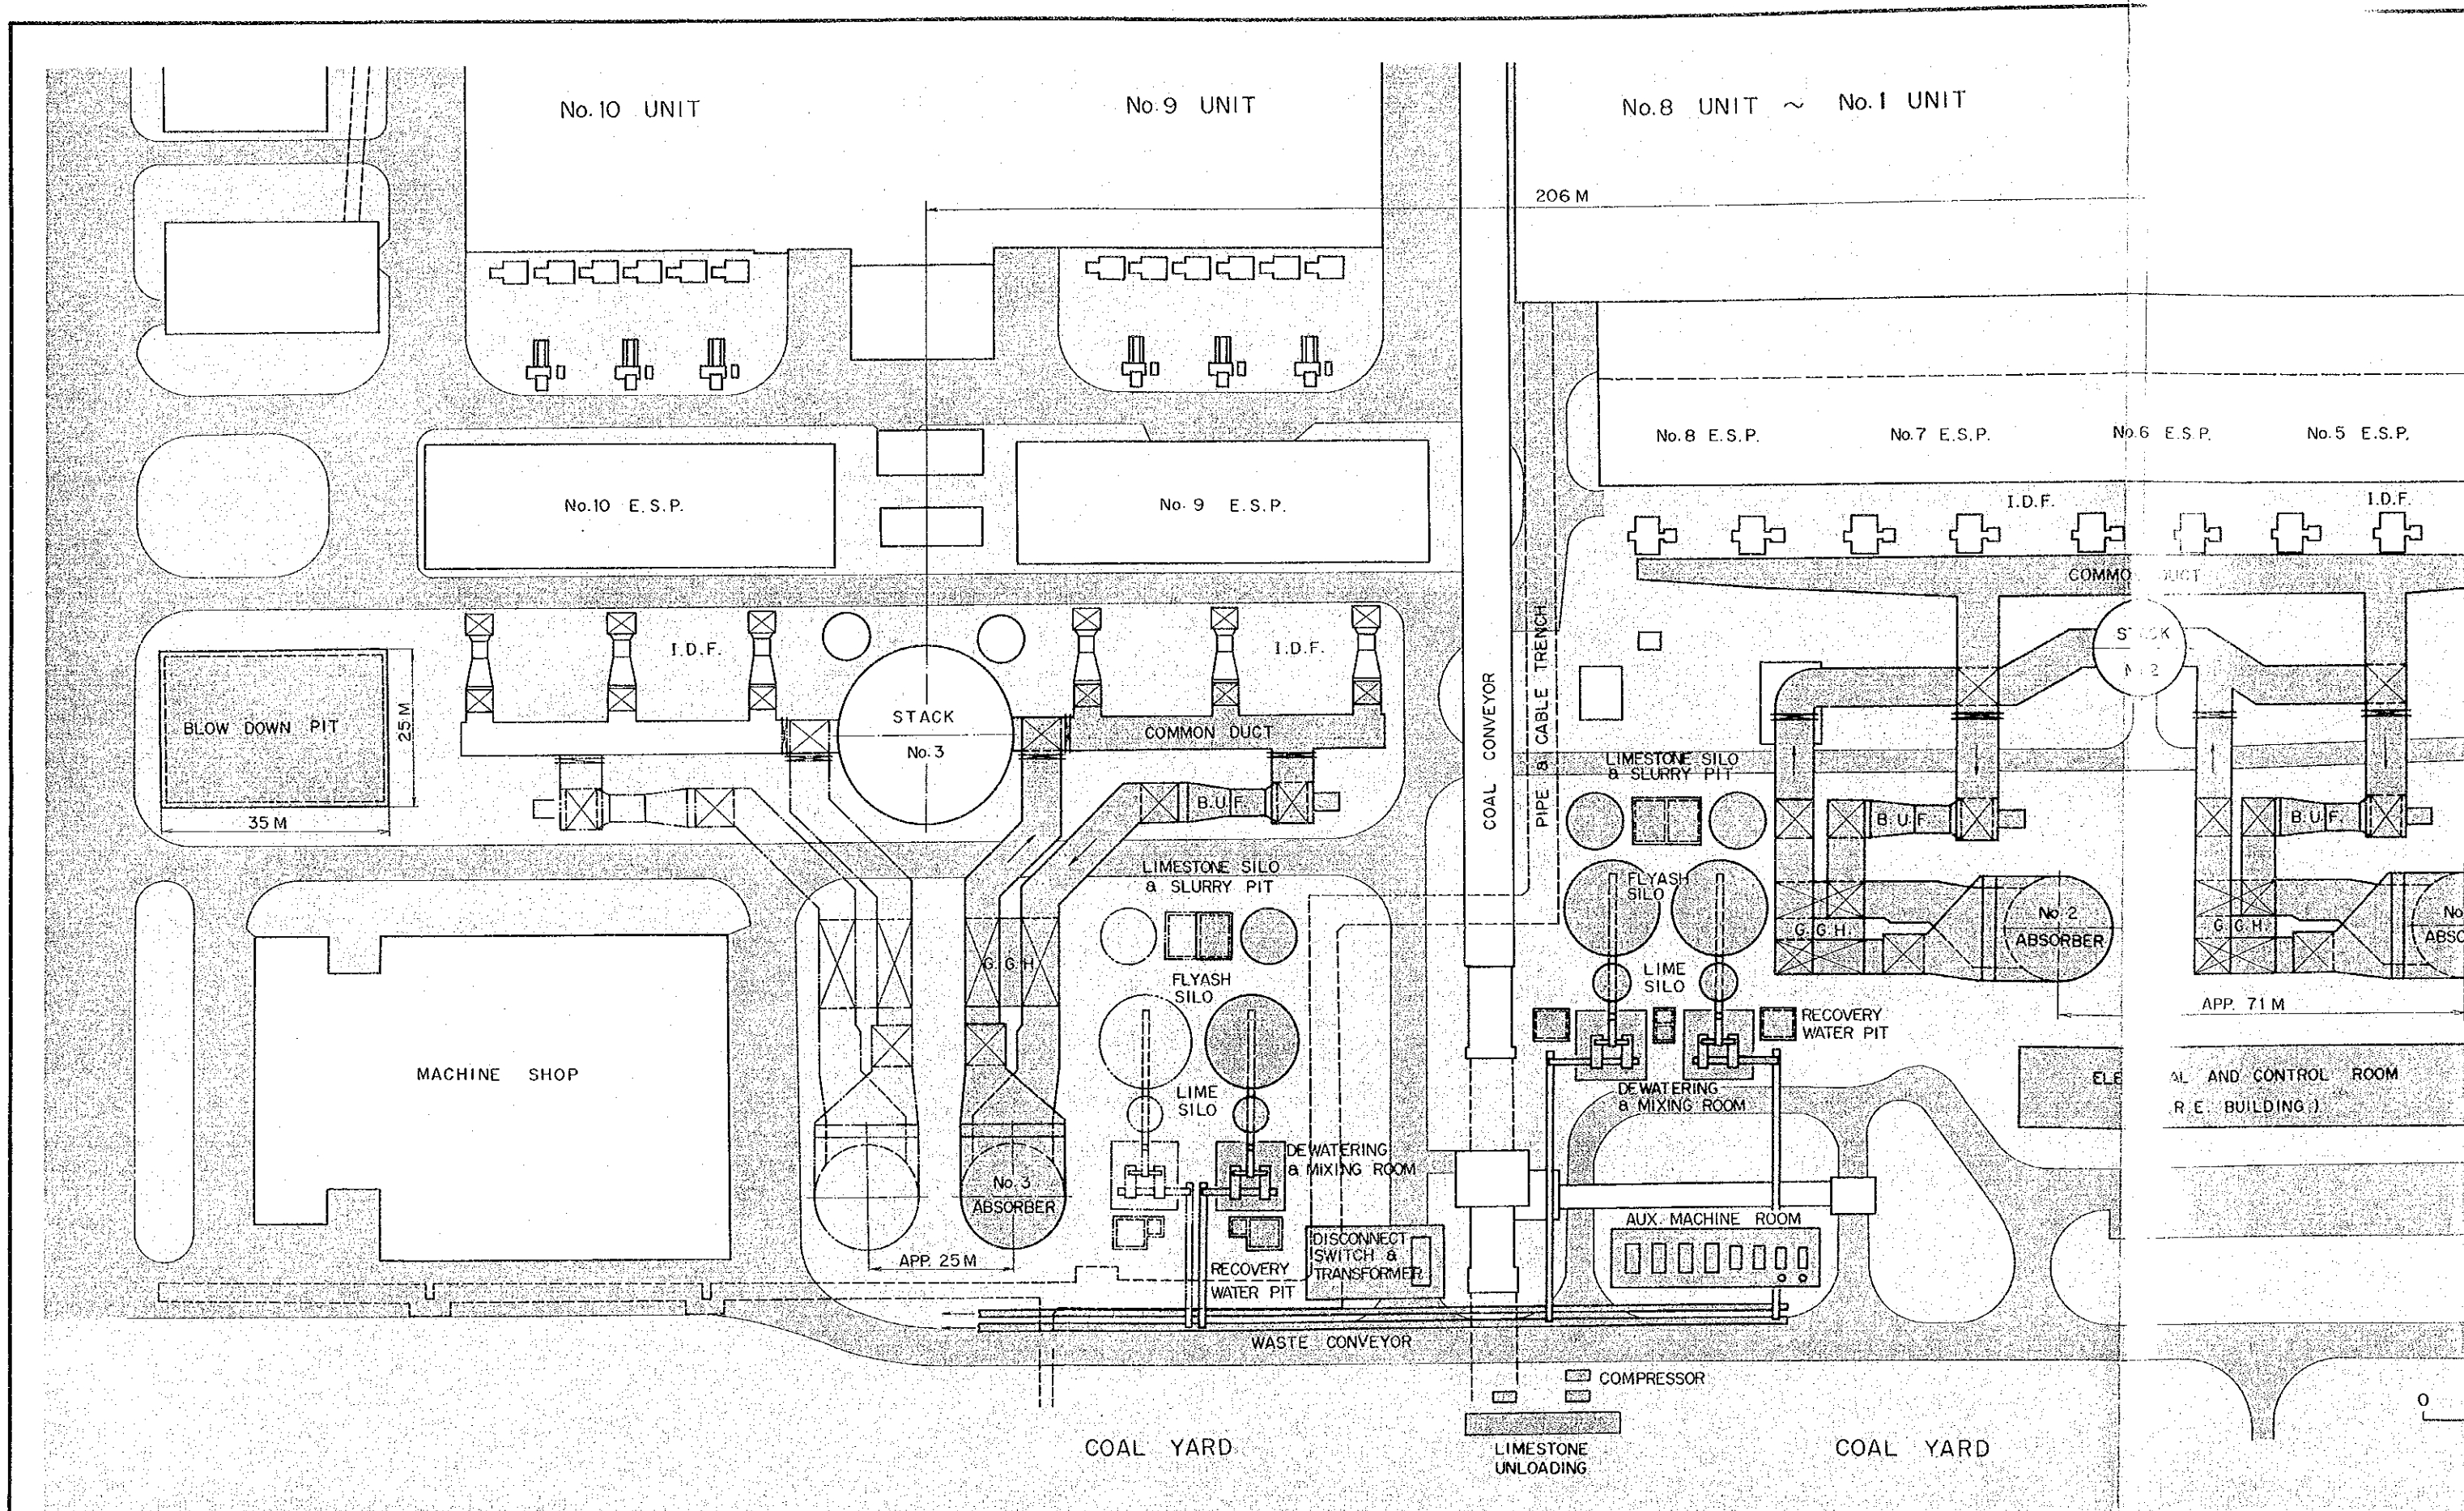 No. 10 UNIT
No. 9 UNIT
No. 8 UNIT ~ No. 1 UNIT
206 M
No. 8 E.S.P.
No. 7 E.S.P.
No. 6 E.S.P.
No. 5 E.S.P.
No. 10 E.S.P.
No. 9 E.S.P.
I.D.F.
I.D.F.
COMMO DUCT
I.D.F.
I.D.F.
STACK
No. 3
COMMON DUCT
BLOW DOWN PIT
25 M
35 M
B.U.F.
COAL CONVEYOR
PIPE & CABLE TRENCH
LIMESTONE SILO
& SLURRY PIT
B.U.F.
B.U.F.
LIMESTONE SILO
& SLURRY PIT
FLYASH
SILO
No. 2
ABSORBER
No
ABSO
G.G.H.
G.G.H.
G.G.H.
FLYASH
SILO
LIME
SILO
APP. 71 M
RECOVERY
WATER PIT
MACHINE SHOP
LIME
SILO
DEWATERING
& MIXING ROOM
AL AND CONTROL ROOM
R.E. BUILDING )
DEWATERING
& MIXING ROOM
No. 3
ABSORBER
AUX. MACHINE ROOM
DISCONNECT
SWITCH &
TRANSFORMER
APP. 25 M
RECOVERY
WATER PIT
WASTE CONVEYOR
COMPRESSOR
0
COAL YARD
LIMESTONE
UNLOADING
COAL YARD